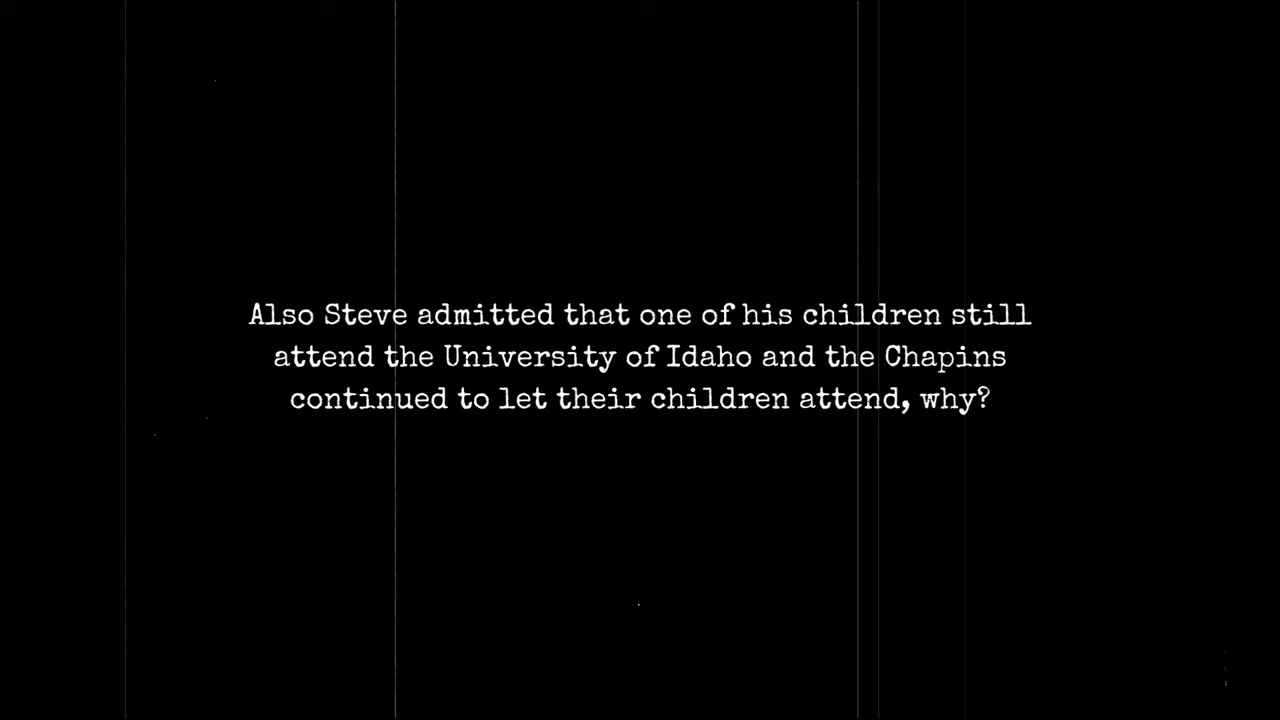 Also Steve admitted that one of his children still
attend the University of Idaho and the Chapins
continued to let their children attend, why?